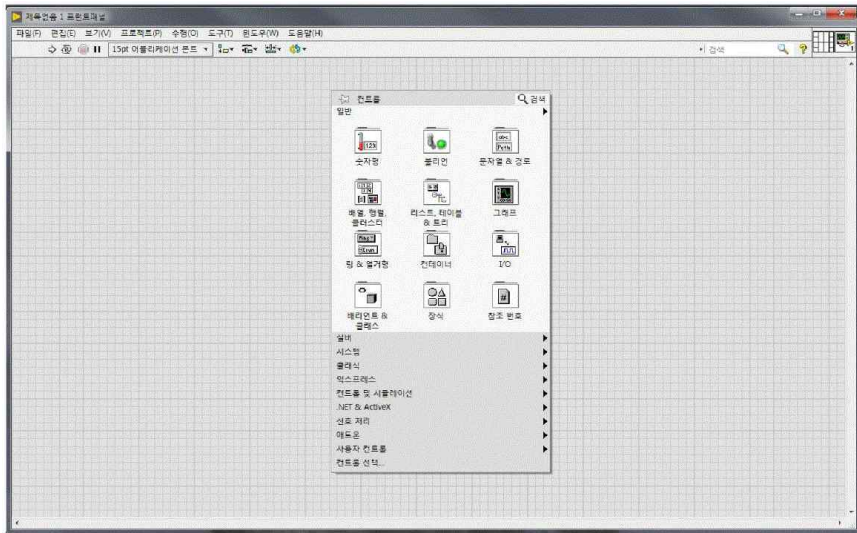 제목없음 1 프런트패널
파일(F) 편집(E) 보기(V) 프로젝트(P) 수행(O) 도구(T) 윈도우(W) 도움말(H)
15pt 어플리케이션 폰트
검색
컨트롤 검색
일반
숫자형 불리언 문자열 & 경로
배열, 행렬, 클러스터 리스트, 테이블 & 트리 그래프
링 & 열거형 컨테이너 I/O
배리언트 & 클래스 장식 참조 번호
실버
시스템
클래식
익스프레스
컨트롤 및 시뮬레이션
.NET & ActiveX
신호 처리
애드온
사용자 컨트롤
컨트롤 선택...